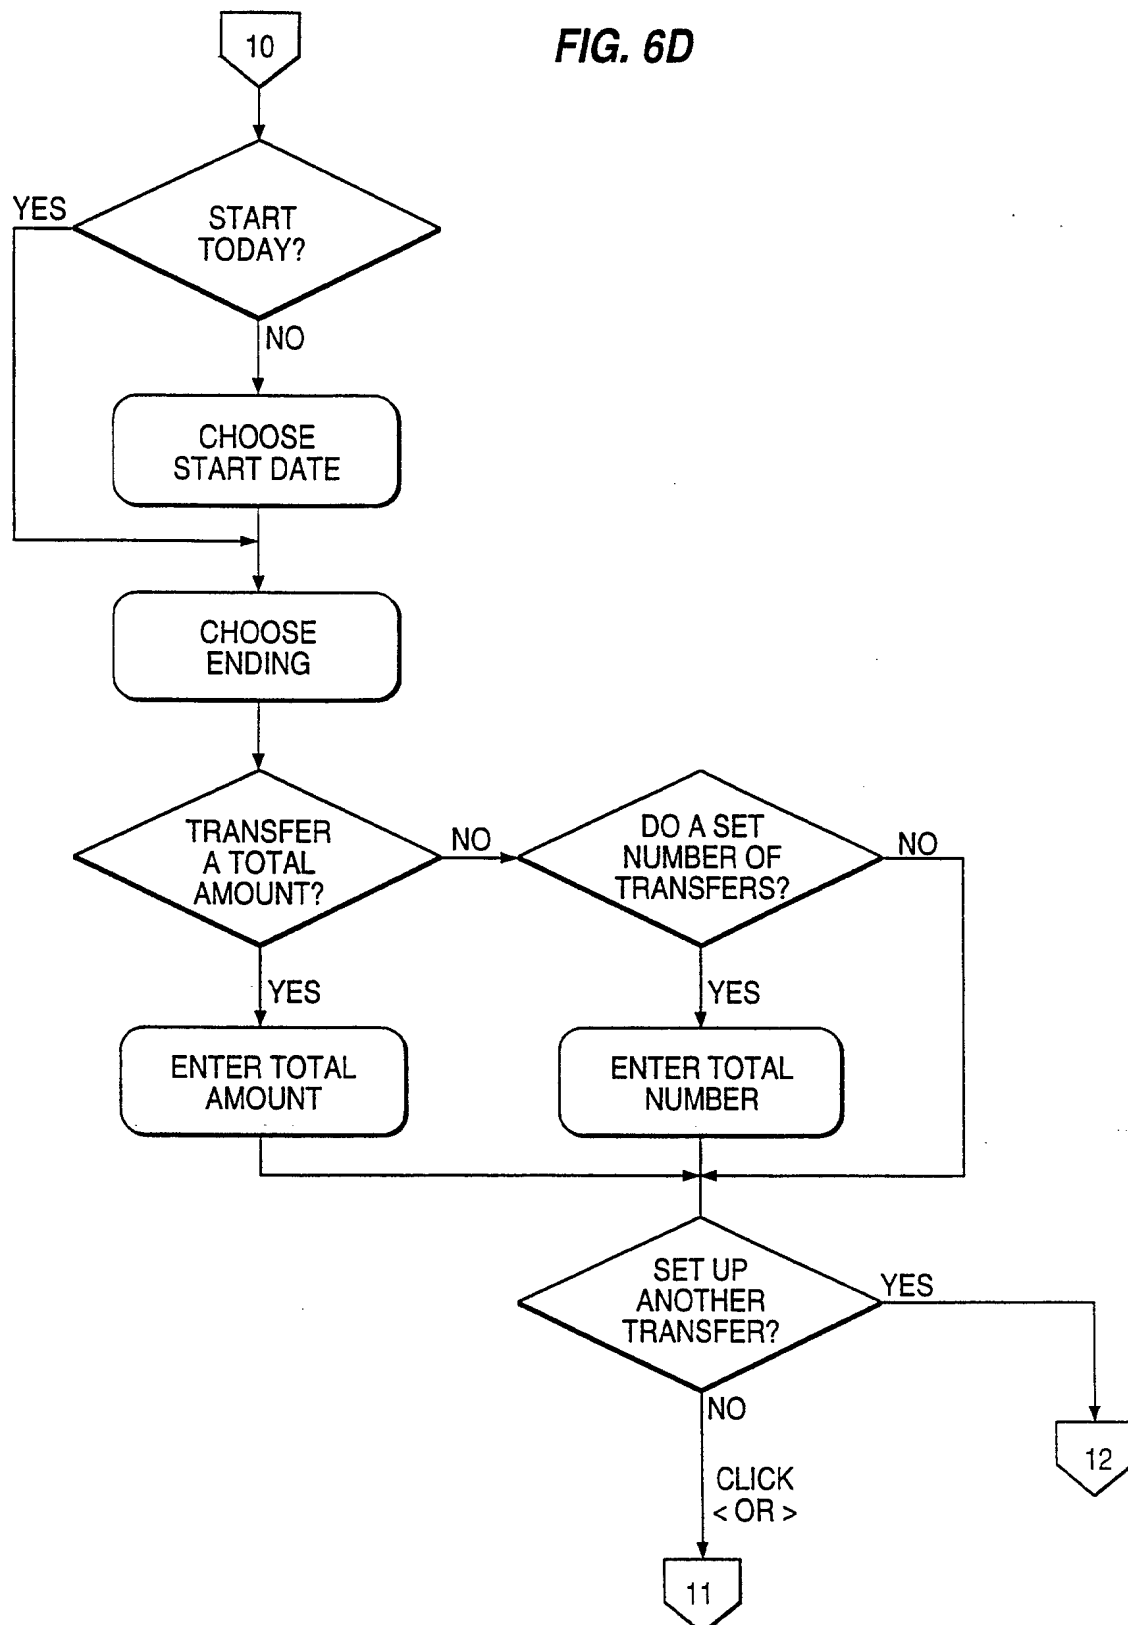 FIG. 6D
10
START
TODAY?
YES
NO
CHOOSE
START DATE
CHOOSE
ENDING
TRANSFER
A TOTAL
AMOUNT?
NO
DO A SET
NUMBER OF
TRANSFERS?
NO
YES
YES
ENTER TOTAL
AMOUNT
ENTER TOTAL
NUMBER
SET UP
ANOTHER
TRANSFER?
YES
NO
12
CLICK
< OR >
11